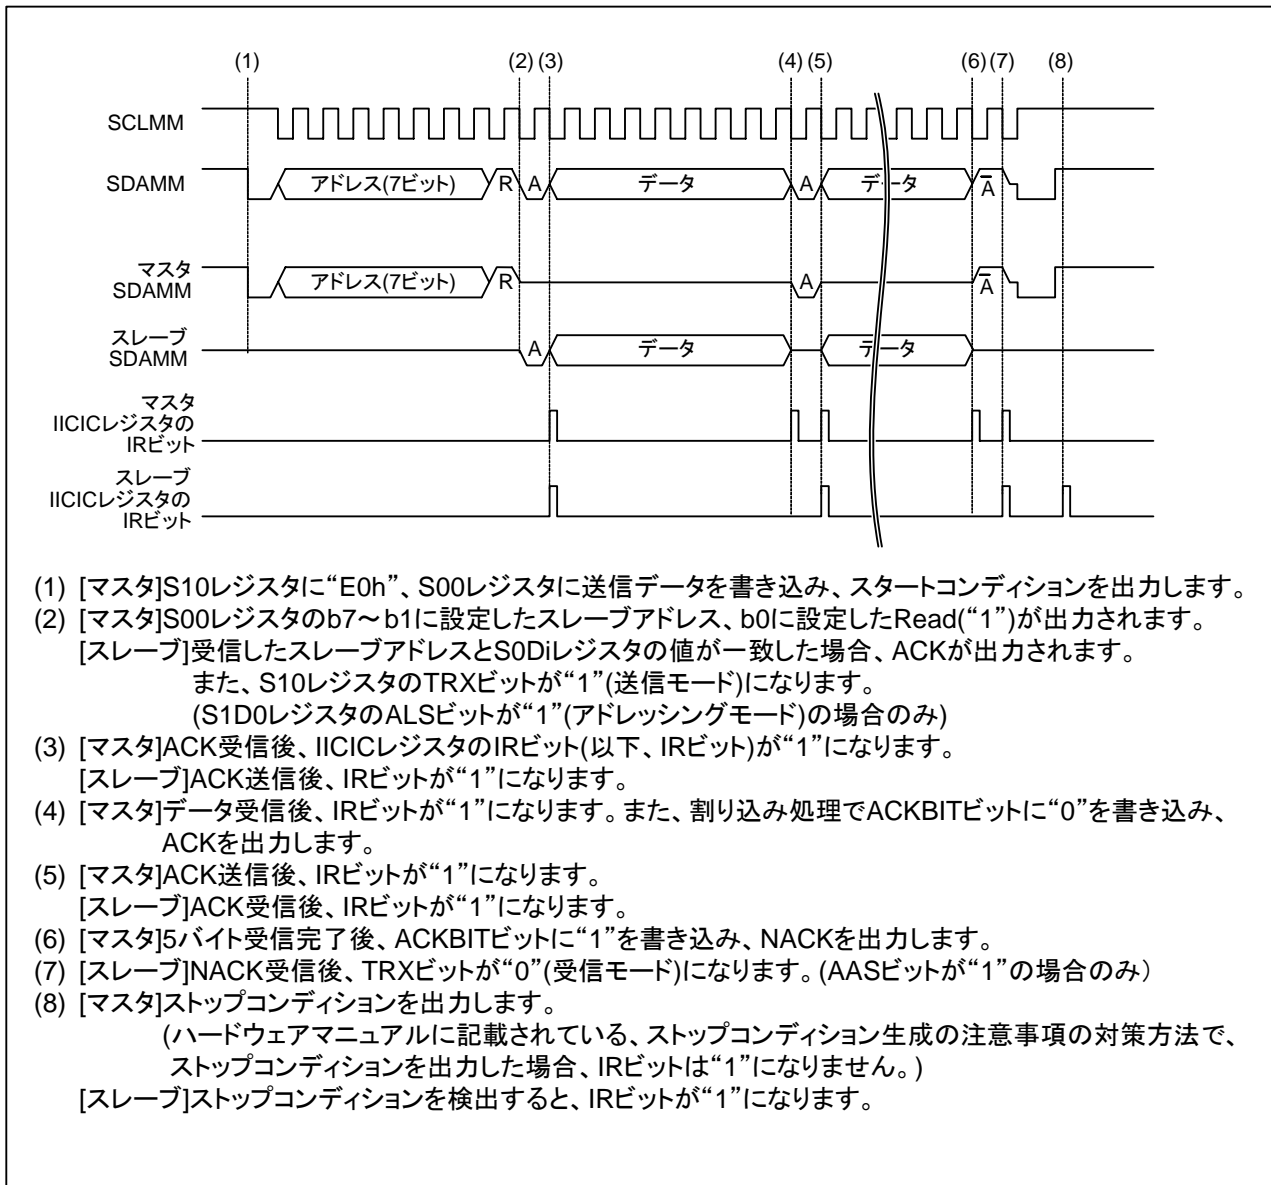 (1) (2) (3) (4) (5) (6) (7) (8)
SCLMM
SDAMM アドレス(7ビット) R A データ A データ A̅
マスタ
SDAMM アドレス(7ビット) R A A̅
スレーブ
SDAMM A データ データ
マスタ
IICICレジスタの
IRビット
スレーブ
IICICレジスタの
IRビット
(1) [マスタ]S10レジスタに“E0h”、S00レジスタに送信データを書き込み、スタートコンディションを出力します。
(2) [マスタ]S00レジスタのb7～b1に設定したスレーブアドレス、b0に設定したRead(“1”)が出力されます。
[スレーブ]受信したスレーブアドレスとS0Diレジスタの値が一致した場合、ACKが出力されます。
また、S10レジスタのTRXビットが“1”(送信モード)になります。
(S1D0レジスタのALSビットが“1”(アドレッシングモード)の場合のみ)
(3) [マスタ]ACK受信後、IICICレジスタのIRビット(以下、IRビット)が“1”になります。
[スレーブ]ACK送信後、IRビットが“1”になります。
(4) [マスタ]データ受信後、IRビットが“1”になります。また、割り込み処理でACKBITビットに“0”を書き込み、
ACKを出力します。
(5) [マスタ]ACK送信後、IRビットが“1”になります。
[スレーブ]ACK受信後、IRビットが“1”になります。
(6) [マスタ]5バイト受信完了後、ACKBITビットに“1”を書き込み、NACKを出力します。
(7) [スレーブ]NACK受信後、TRXビットが“0”(受信モード)になります。(AASビットが“1”の場合のみ）
(8) [マスタ]ストップコンディションを出力します。
(ハードウェアマニュアルに記載されている、ストップコンディション生成の注意事項の対策方法で、
ストップコンディションを出力した場合、IRビットは“1”になりません。)
[スレーブ]ストップコンディションを検出すると、IRビットが“1”になります。